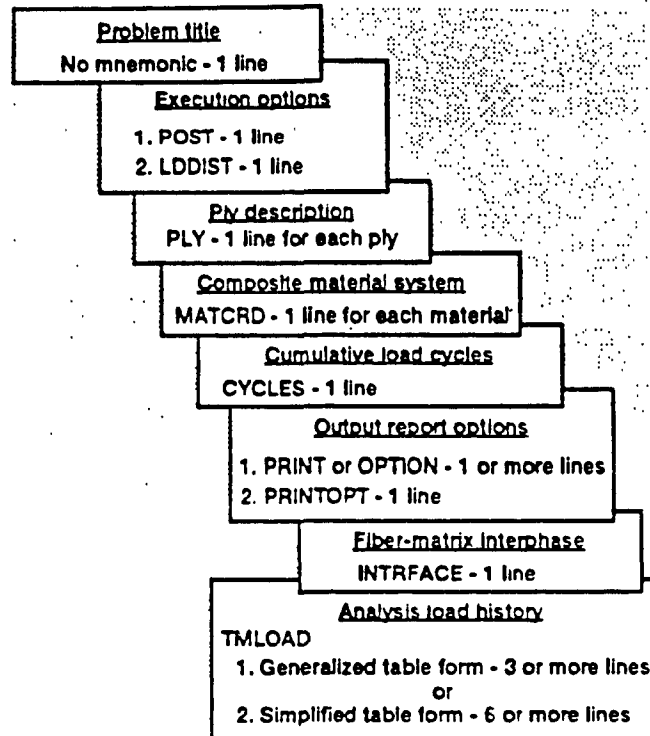 Problem title
No mnemonic - 1 line
Execution options
1. POST - 1 line
2. LDDIST - 1 line
Ply description
PLY - 1 line for each ply
Composite material system
MATCRD - 1 line for each material
Cumulative load cycles
CYCLES - 1 line
Output report options
1. PRINT or OPTION - 1 or more lines
2. PRINTOPT - 1 line
Fiber-matrix interphase
INTRFACE - 1 line
Analysis load history
TMLOAD
1. Generalized table form - 3 or more lines
or
2. Simplified table form - 6 or more lines